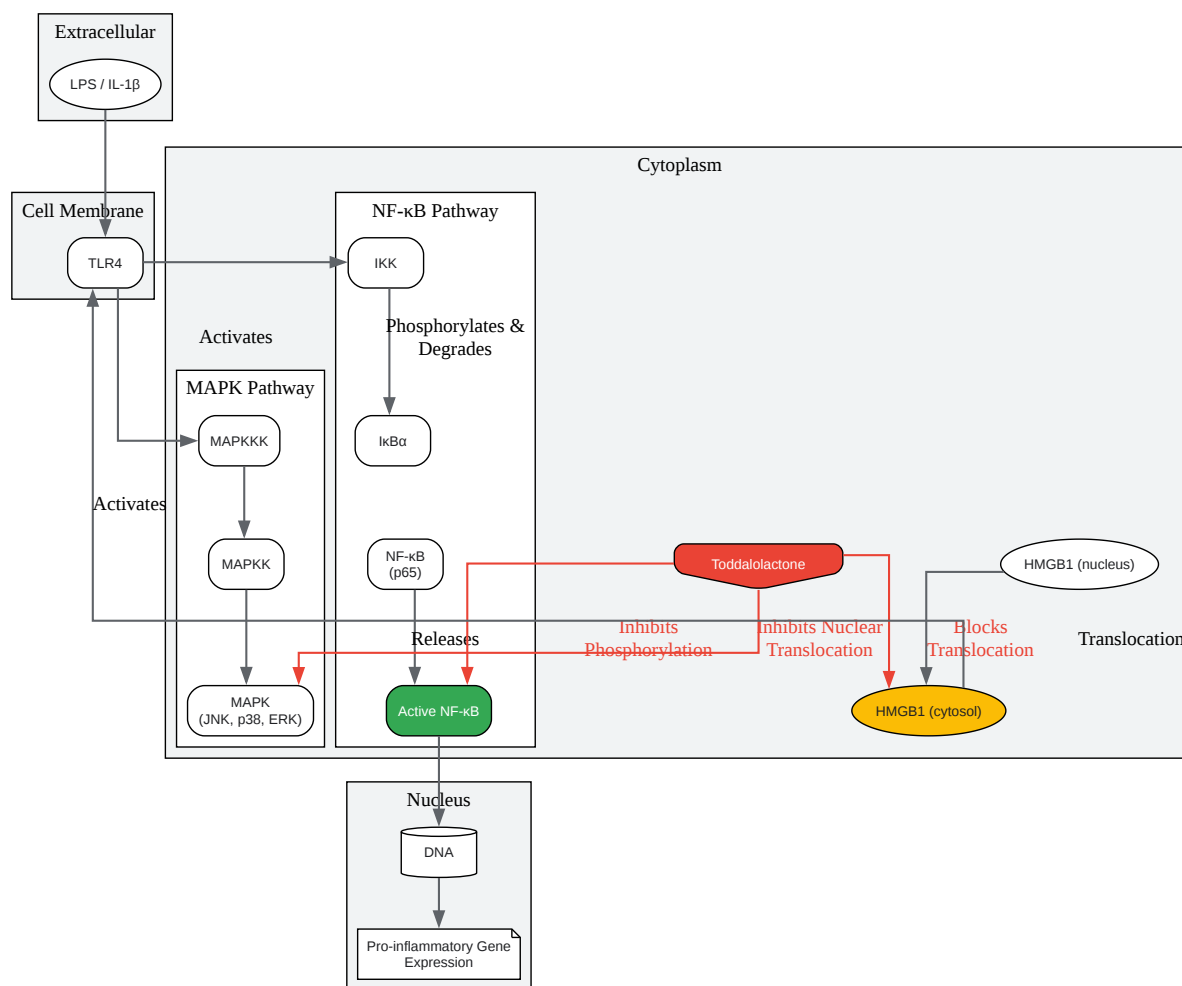 Extracellular
LPS / IL-1β
Cytoplasm
Cell Membrane
NF-κB Pathway
TLR4
IKK
Activates
Phosphorylates &
Degrades
MAPK Pathway
MAPKKK
IκBα
Activates
MAPKK
NF-κB
(p65)
Toddalolactone
HMGB1 (nucleus)
Releases
Inhibits
Phosphorylation
Inhibits Nuclear
Translocation
Blocks
Translocation
Translocation
MAPK
(JNK, p38, ERK)
Active NF-κB
HMGB1 (cytosol)
Nucleus
DNA
Pro-inflammatory Gene
Expression